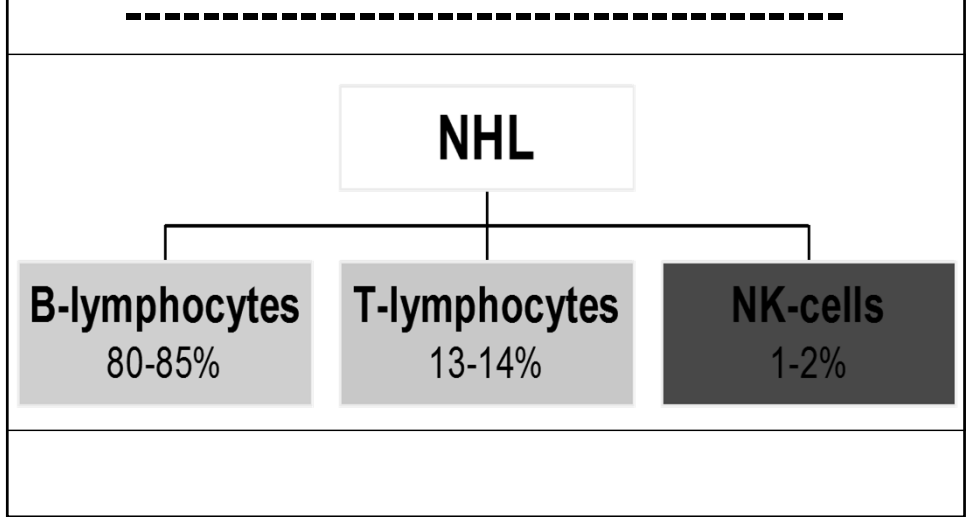 NHL
B-lymphocytes
80-85%
T-lymphocytes
13-14%
NK-cells
1-2%